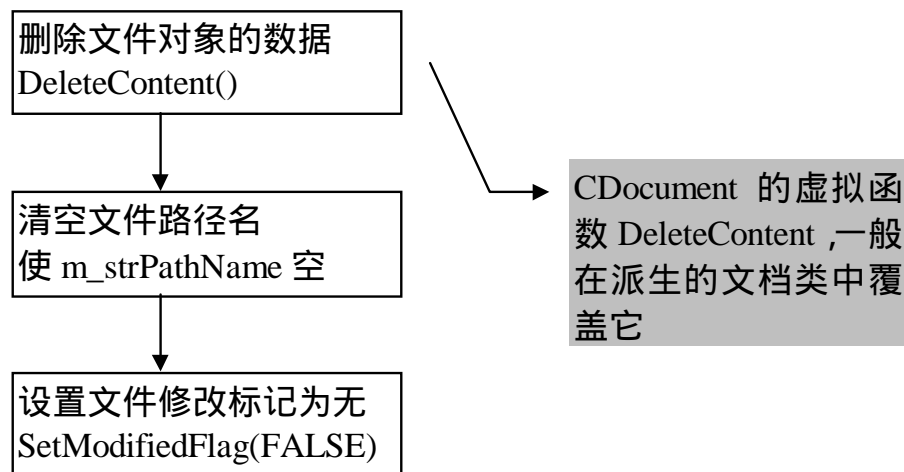 删除文件对象的数据
DeleteContent()
清空文件路径名
使 m_strPathName 空
设置文件修改标记为无
SetModifiedFlag(FALSE)
CDocument 的虚拟函
数 DeleteContent ,一般
在派生的文档类中覆
盖它